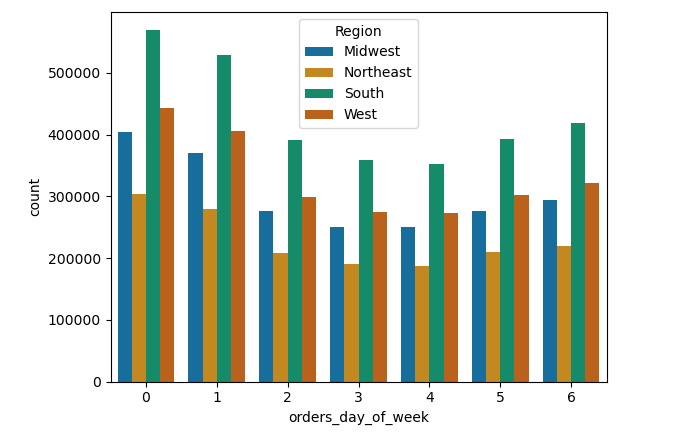 Region
Midwest
Northeast
South
West
500000
400000
300000
200000
100000
0
count
0 1 2 3 4 5 6
orders_day_of_week